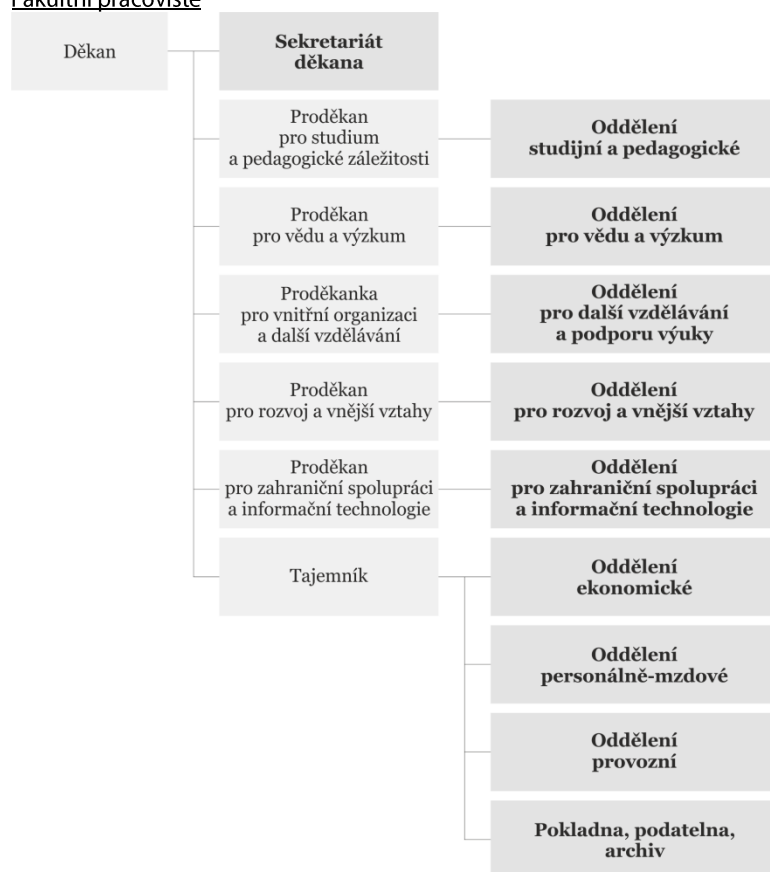 Fakultní pracoviště
Děkan
Sekretariát
děkana
Proděkan
pro studium
a pedagogické záležitosti
Oddělení
studijní a pedagogické
Proděkan
pro vědu a výzkum
Oddělení
pro vědu a výzkum
Proděkanka
pro vnitřní organizaci
a další vzdělávání
Oddělení
pro další vzdělávání
a podporu výuky
Proděkan
pro rozvoj a vnější vztahy
Oddělení
pro rozvoj a vnější vztahy
Proděkan
pro zahraniční spolupráci
a informační technologie
Oddělení
pro zahraniční spolupráci
a informační technologie
Tajemník
Oddělení
ekonomické
Oddělení
personálně-mzdové
Oddělení
provozní
Pokladna, podatelna,
archiv